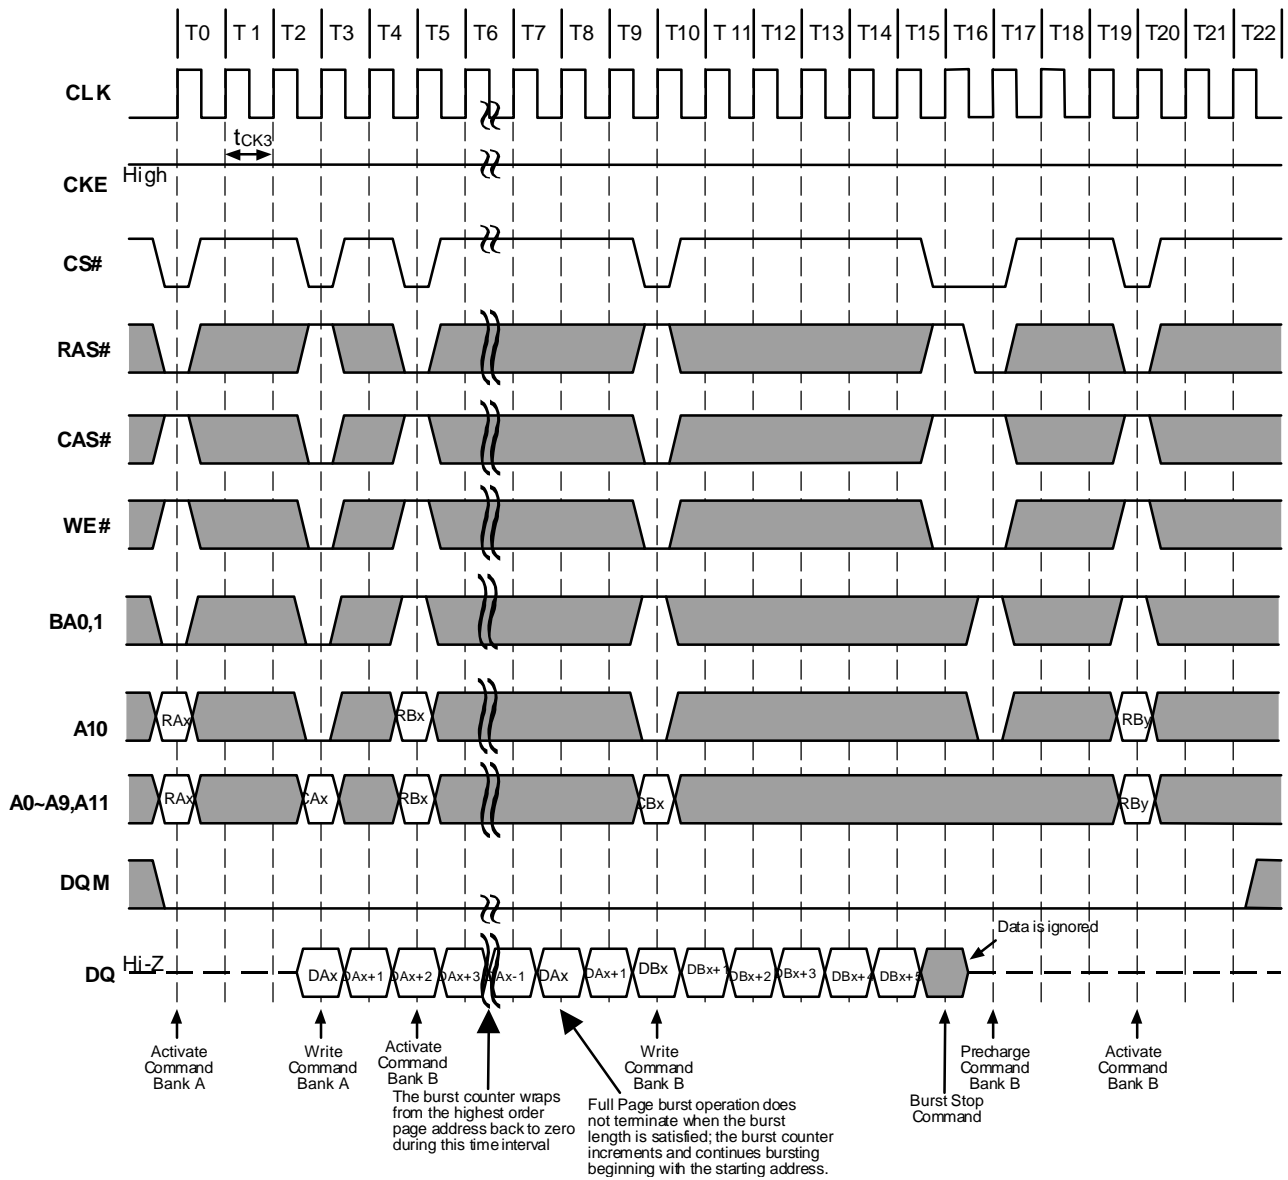 T0 T 1 T2 T3 T4 T5 T6 T7 T8 T9 T10 T 11 T12 T13 T14 T15 T16 T17 T18 T19 T20 T21 T22
CLK
tCK3
High
CKE
CS#
RAS#
CAS#
WE#
BA0,1
A10
RAx RBx RBy
A0~A9,A11
RAx CAx RBx CBx RBy
DQM
Data is ignored
DQ
Hi-Z
DAx DAx+1 DAx+2 DAx+3 DAx-1 DAx DAx+1 DBx DBx+1 DBx+2 DBx+3 DBx+4 DBx+5
Activate
Command
Bank A
Write
Command
Bank A
Activate
Command
Bank B
The burst counter wraps
from the highest order
page address back to zero
during this time interval
Full Page burst operation does
not terminate when the burst
length is satisfied; the burst counter
increments and continues bursting
beginning with the starting address.
Write
Command
Bank B
Burst Stop
Command
Precharge
Command
Bank B
Activate
Command
Bank B